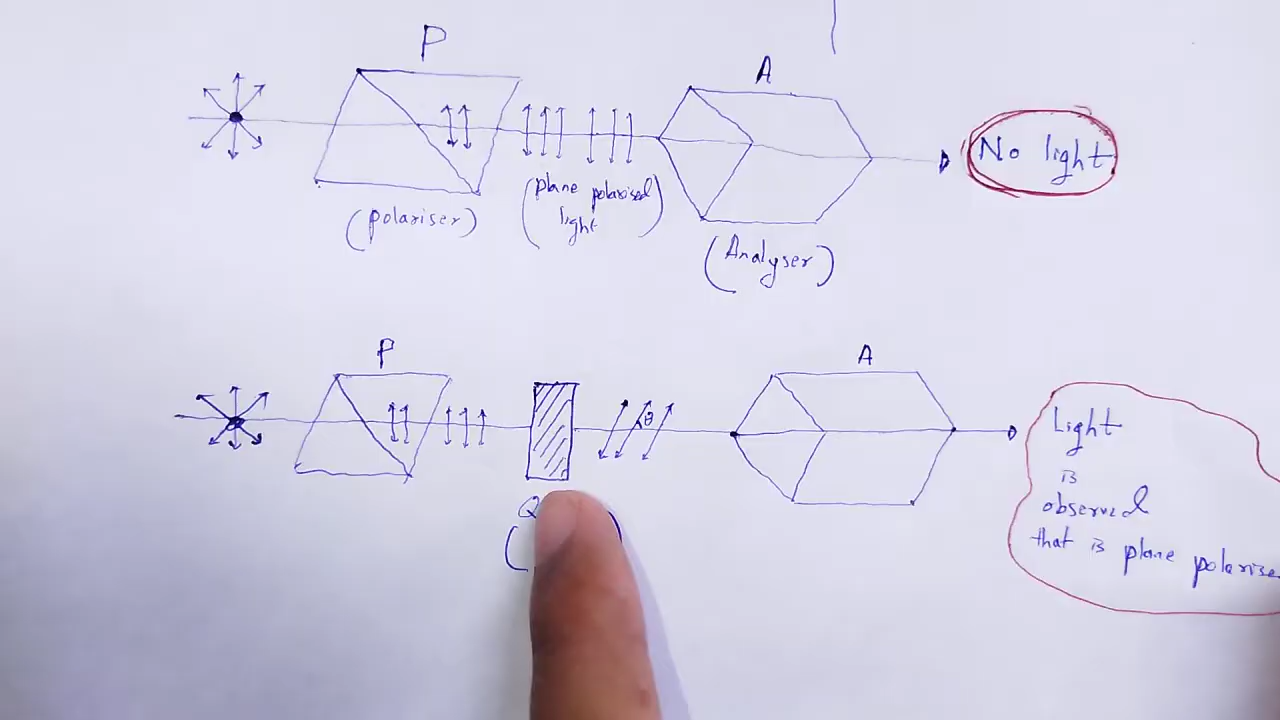 P
A
No light
(polariser)
(plane polarised
light)
(Analyser)
P
A
θ
Light
is
observed
that is plane polarise
Q
(
)